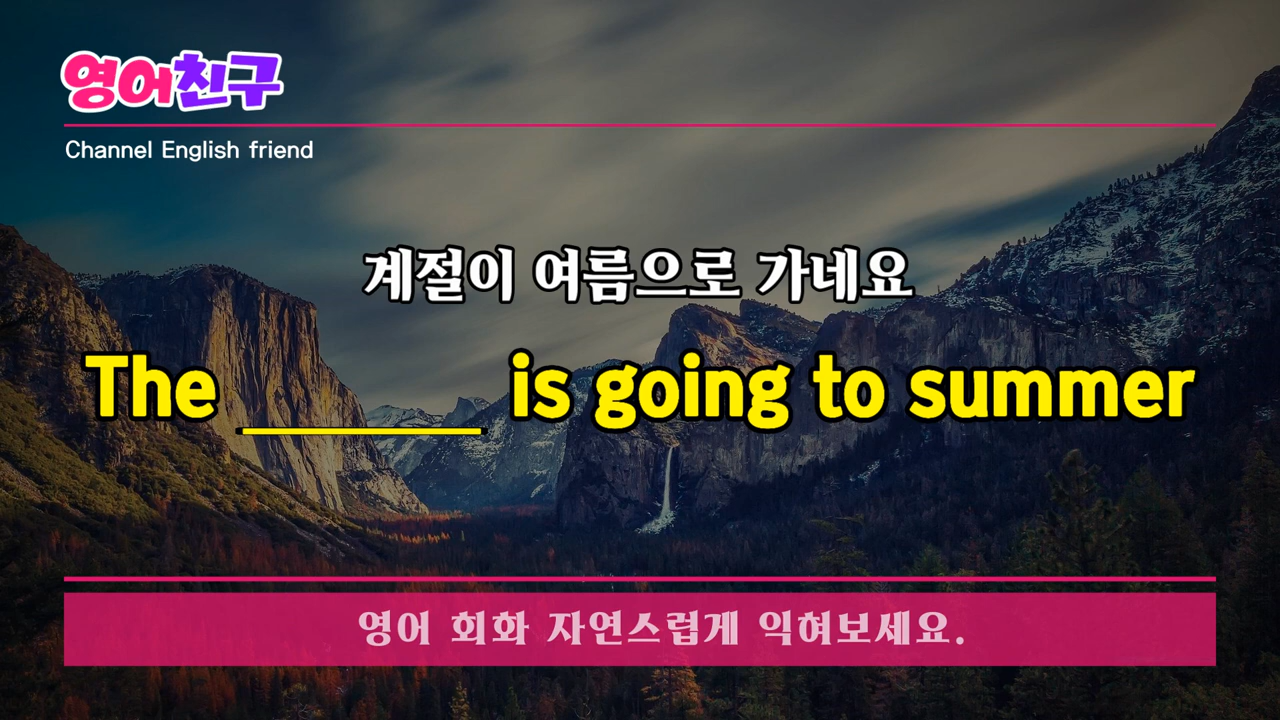 영어친구
Channel English friend
계절이 여름으로 가네요
The ______ is going to summer
영어 회화 자연스럽게 익혀보세요.